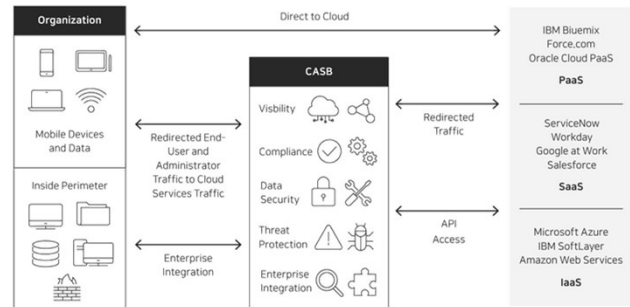 Organization
Mobile Devices
and Data
Inside Perimeter
Direct to Cloud
Redirected End-
User and
Administrator
Traffic to Cloud
Services Traffic
Enterprise
Integration
CASB
Visbility
Compliance
Data
Security
Threat
Protection
Enterprise
Integration
Redirected
Traffic
API
Access
IBM Biuemix
Force.com
Oracle Cloud PaaS
PaaS
ServiceNow
Workday
Google at Work
Salesforce
SaaS
Microsoft Azure
IBM SoftLayer
Amazon Web Services
IaaS